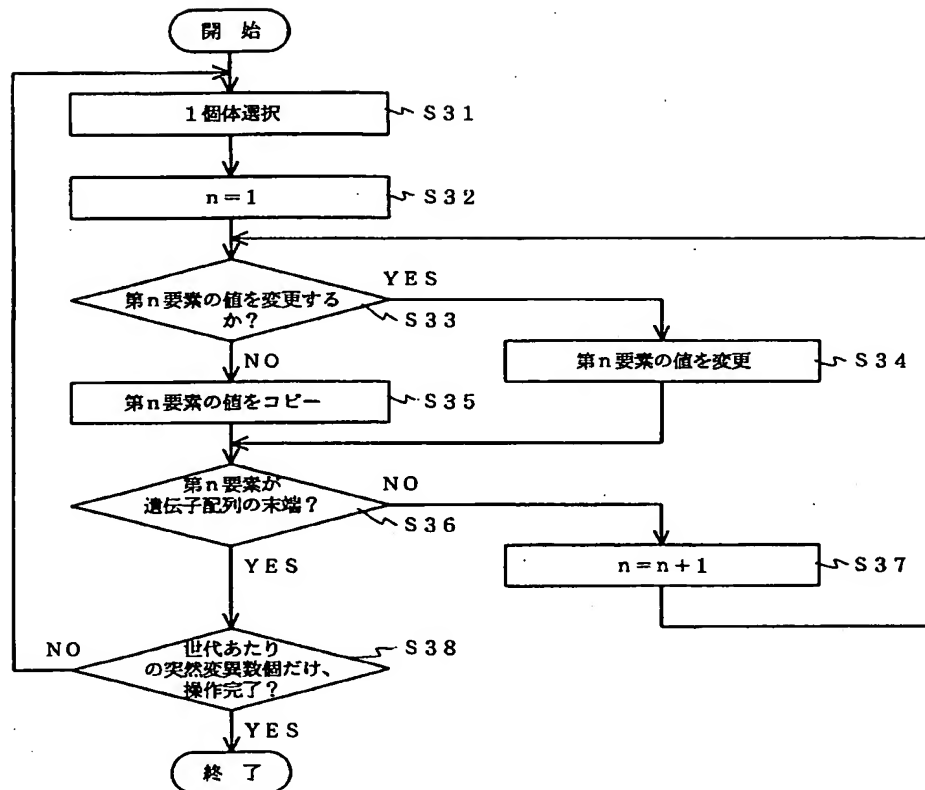 開 始
1個体選択
S31
n=1
S32
YES
第n要素の値を変更する
か?
S33
NO
第n要素の値を変更
S34
第n要素の値をコピー
S35
第n要素が
遺伝子配列の末端?
NO
S36
YES
n=n+1
S37
NO
世代あたり
の突然変異数個だけ、
操作完了?
S38
YES
終 了